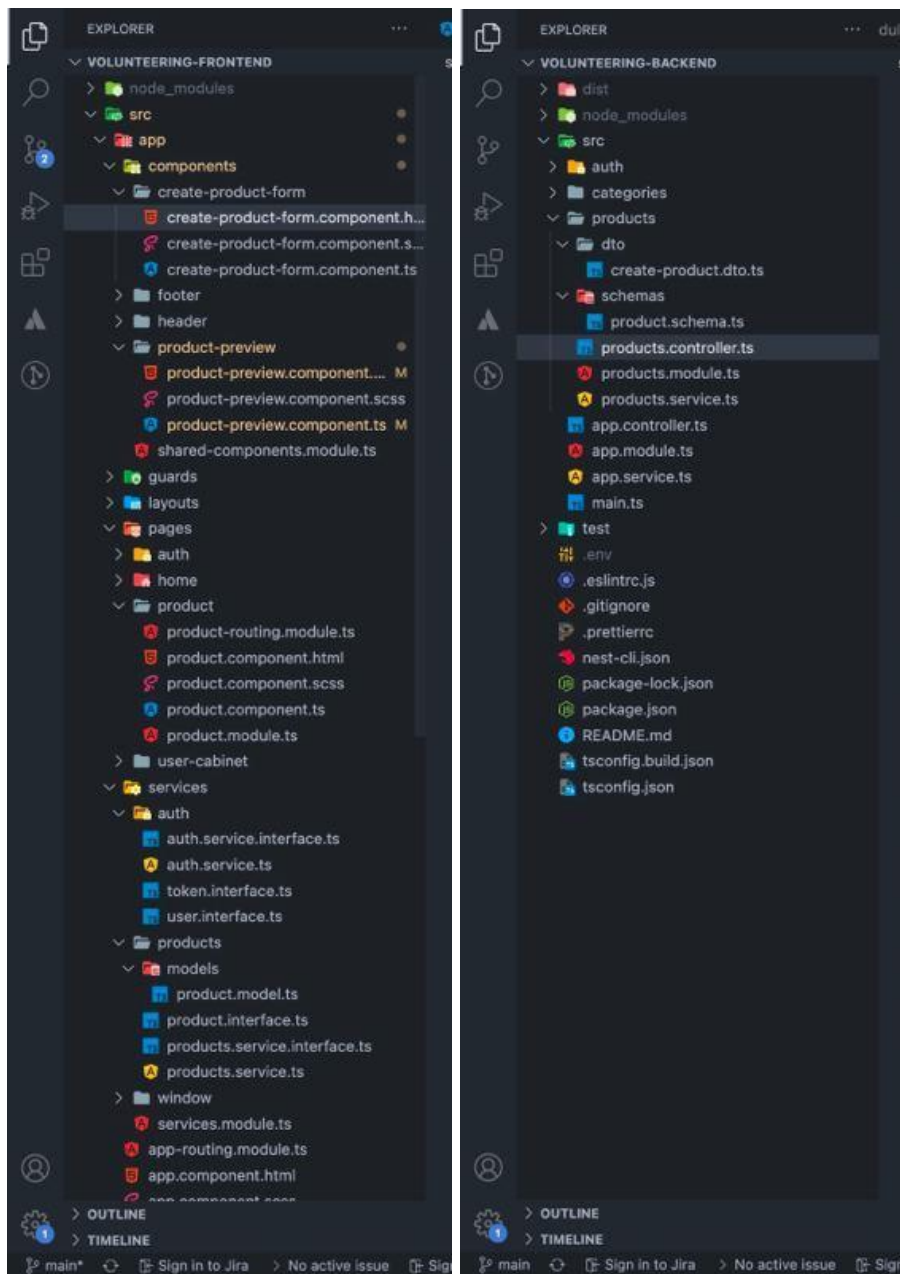 EXPLORER ...
VOLUNTEERING-FRONTEND
node_modules
src
app
components
create-product-form
create-product-form.component.h...
create-product-form.component.s...
create-product-form.component.ts
footer
header
product-preview
product-preview.component.... M
product-preview.component.scss
product-preview.component.ts M
shared-components.module.ts
guards
layouts
pages
auth
home
product
product-routing.module.ts
product.component.html
product.component.scss
product.component.ts
product.module.ts
user-cabinet
services
auth
auth.service.interface.ts
auth.service.ts
token.interface.ts
user.interface.ts
products
models
product.model.ts
product.interface.ts
products.service.interface.ts
products.service.ts
window
services.module.ts
app-routing.module.ts
app.component.html
app.component.scss
OUTLINE
TIMELINE
main* Sign in to Jira No active issue Sig
2
1
EXPLORER ... dul
VOLUNTEERING-BACKEND
dist
node_modules
src
auth
categories
products
dto
create-product.dto.ts
schemas
product.schema.ts
products.controller.ts
products.module.ts
products.service.ts
app.controller.ts
app.module.ts
app.service.ts
main.ts
test
.env
.eslintrc.js
.gitignore
.prettierrc
nest-cli.json
package-lock.json
package.json
README.md
tsconfig.build.json
tsconfig.json
OUTLINE
TIMELINE
main Sign in to Jira No active issue Sig
1